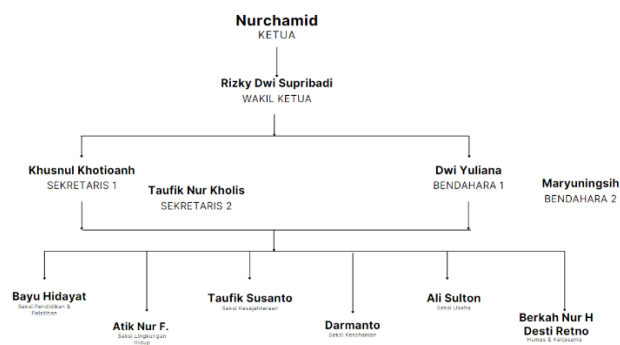 Nurchamid
KETUA
Rizky Dwi Supribadi
WAKIL KETUA
Khusnul Khotioanh
SEKRETARIS 1
Taufik Nur Kholis
SEKRETARIS 2
Dwi Yuliana
BENDAHARA 1
Maryuningsih
BENDAHARA 2
Bayu Hidayat
Seksi Pendidikan &
Pelatihan
Atik Nur F.
Seksi Lingkungan
Hidup
Taufik Susanto
Seksi Kesejahteraan
Darmanto
Seksi Kerohanian
Ali Sulton
Seksi Usaha
Berkah Nur H
Desti Retno
Humas & Kerjasama